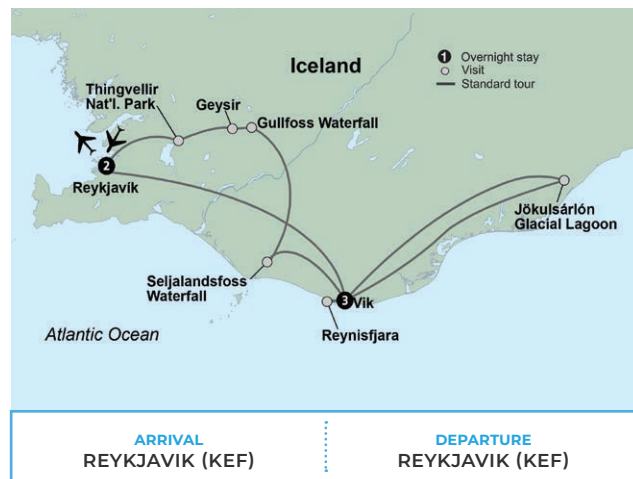 Iceland
1 Overnight stay
Visit
Standard tour
Thingvellir
Nat'l. Park
Geysir
Gullfoss Waterfall
2
Reykjavík
Jökulsárlón
Glacial Lagoon
Seljalandsfoss
Waterfall
3 Vik
Reynisfjara
Atlantic Ocean
ARRIVAL
REYKJAVIK (KEF)
DEPARTURE
REYKJAVIK (KEF)